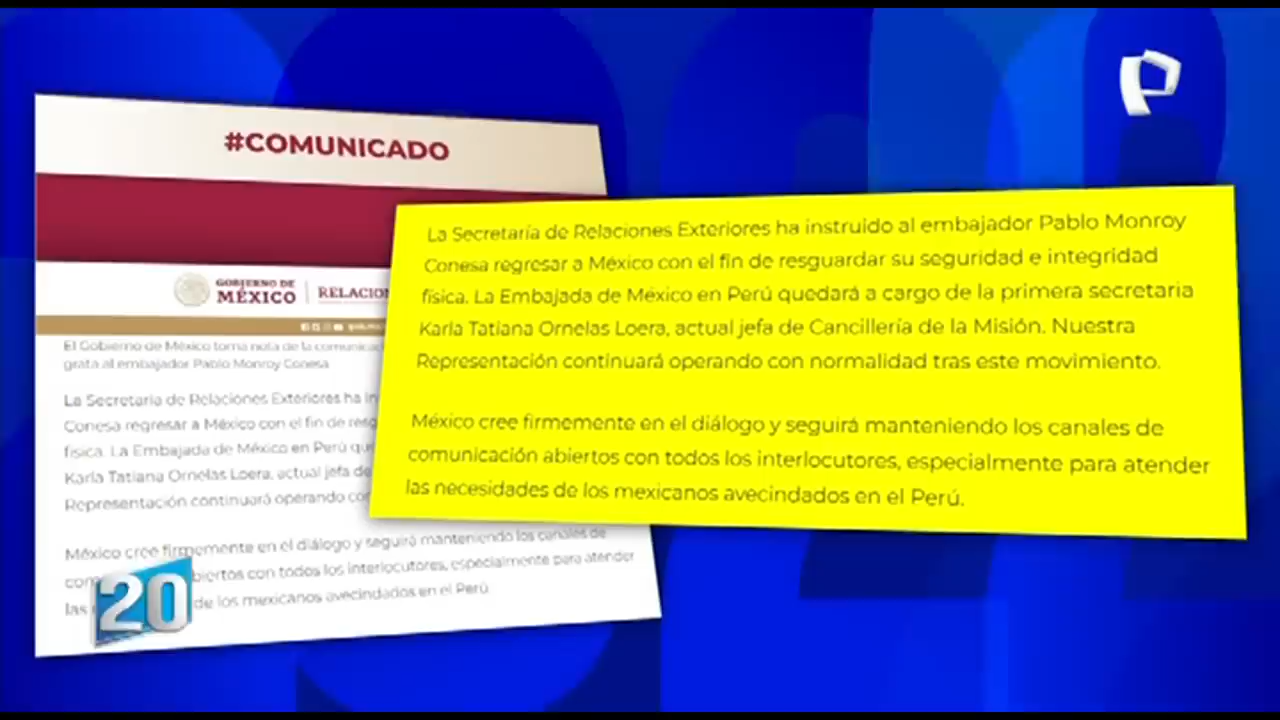 #COMUNICADO
GOBIERNO DE
MÉXICO
RELACION
El Gobierno de México toma nota de la comunicac
grata al embajador Pablo Monroy Conesa
La Secretaría de Relaciones Exteriores ha in
Conesa regresar a México con el fin de resg
física. La Embajada de México en Perú qu
Karla Tatiana Ornelas Loera, actual jefa de
Representación continuará operando co
México cree firmemente en el diálogo y seguirá manteniendo los canales de
biertos con todos los interlocutores, especialmente para atender
las de los mexicanos avecindados en el Perú
20
La Secretaría de Relaciones Exteriores ha instruido al embajador Pablo Monroy
Conesa regresar a México con el fin de resguardar su seguridad e integridad
física. La Embajada de México en Perú quedará a cargo de la primera secretaria
Karla Tatiana Ornelas Loera, actual jefa de Cancillería de la Misión. Nuestra
Representación continuará operando con normalidad tras este movimiento.
México cree firmemente en el diálogo y seguirá manteniendo los canales de
comunicación abiertos con todos los interlocutores, especialmente para atender
las necesidades de los mexicanos avecindados en el Perú.